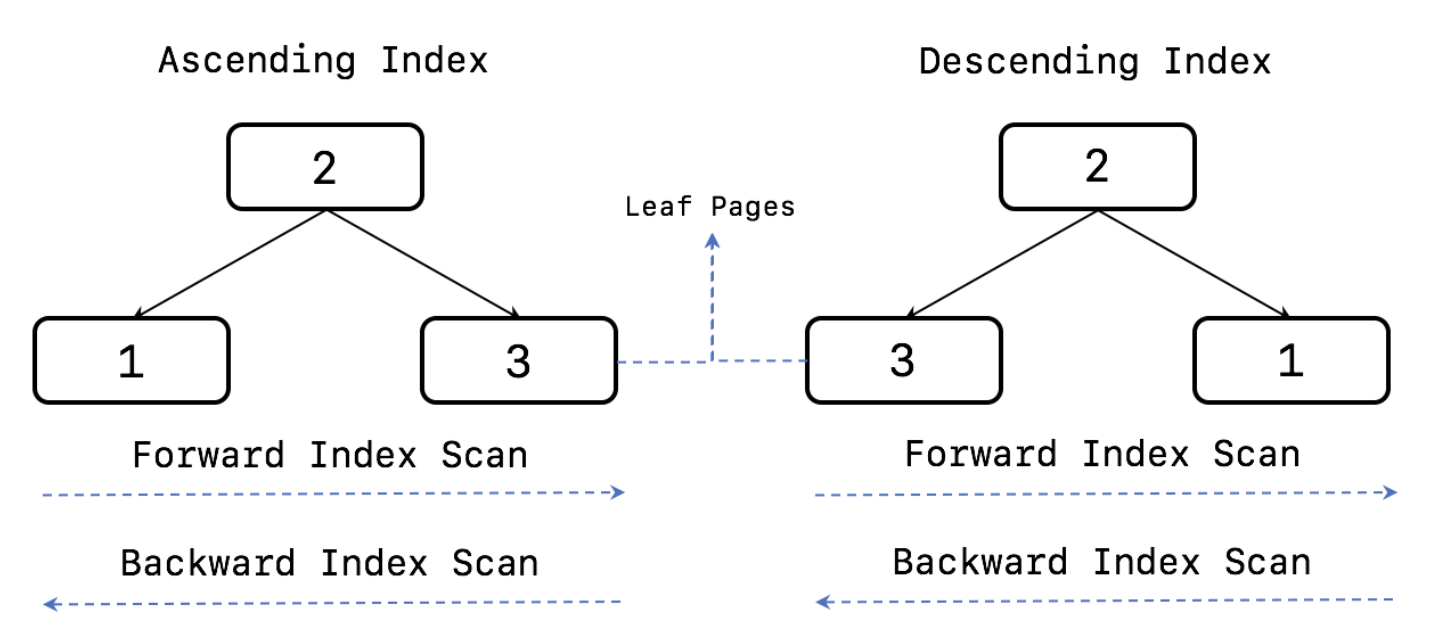 Ascending Index
2
1
3
Forward Index Scan
Backward Index Scan
Leaf Pages
Descending Index
2
3
1
Forward Index Scan
Backward Index Scan